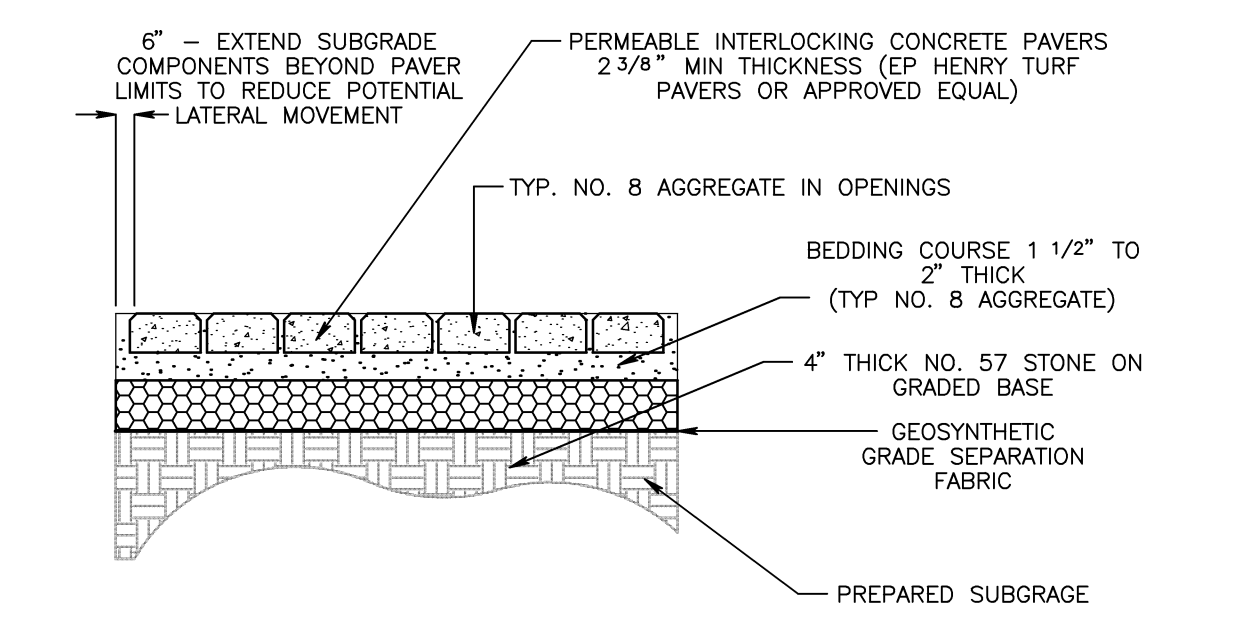 6” – EXTEND SUBGRADE
COMPONENTS BEYOND PAVER
LIMITS TO REDUCE POTENTIAL
LATERAL MOVEMENT
PERMEABLE INTERLOCKING CONCRETE PAVERS
2 3/8” MIN THICKNESS (EP HENRY TURF
PAVERS OR APPROVED EQUAL)
TYP. NO. 8 AGGREGATE IN OPENINGS
BEDDING COURSE 1 1/2” TO
2” THICK
(TYP NO. 8 AGGREGATE)
4” THICK NO. 57 STONE ON
GRADED BASE
GEOSYNTHETIC
GRADE SEPARATION
FABRIC
PREPARED SUBGRAGE